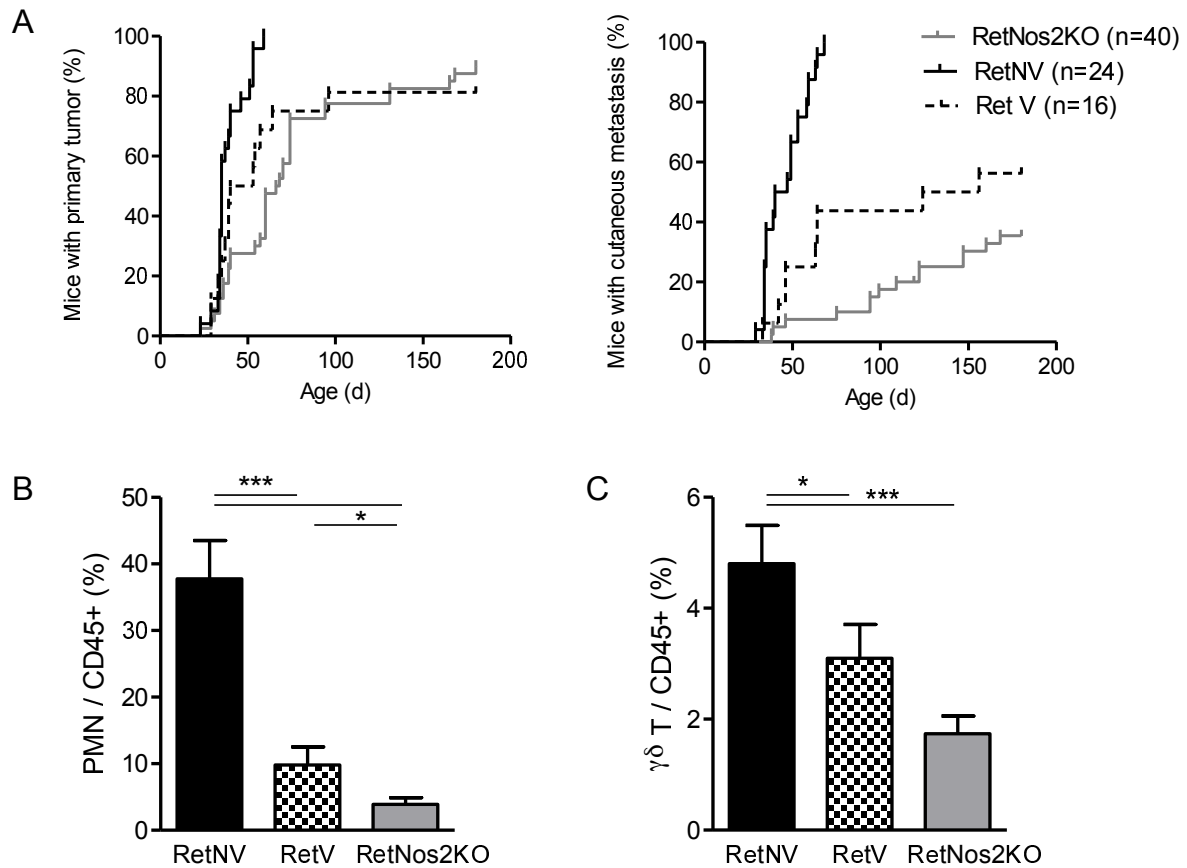 A
Mice with primary tumor (%)
100
80
60
40
20
0
0 50 100 150 200
Age (d)
Mice with cutaneous metastasis (%)
100
80
60
40
20
0
0 50 100 150 200
Age (d)
RetNos2KO (n=40)
RetNV (n=24)
Ret V (n=16)
B
PMN / CD45+ (%)
50
40
30
20
10
0
***
*
RetNV RetV RetNos2KO
C
γδ T / CD45+ (%)
6
4
2
0
*
***
RetNV RetV RetNos2KO